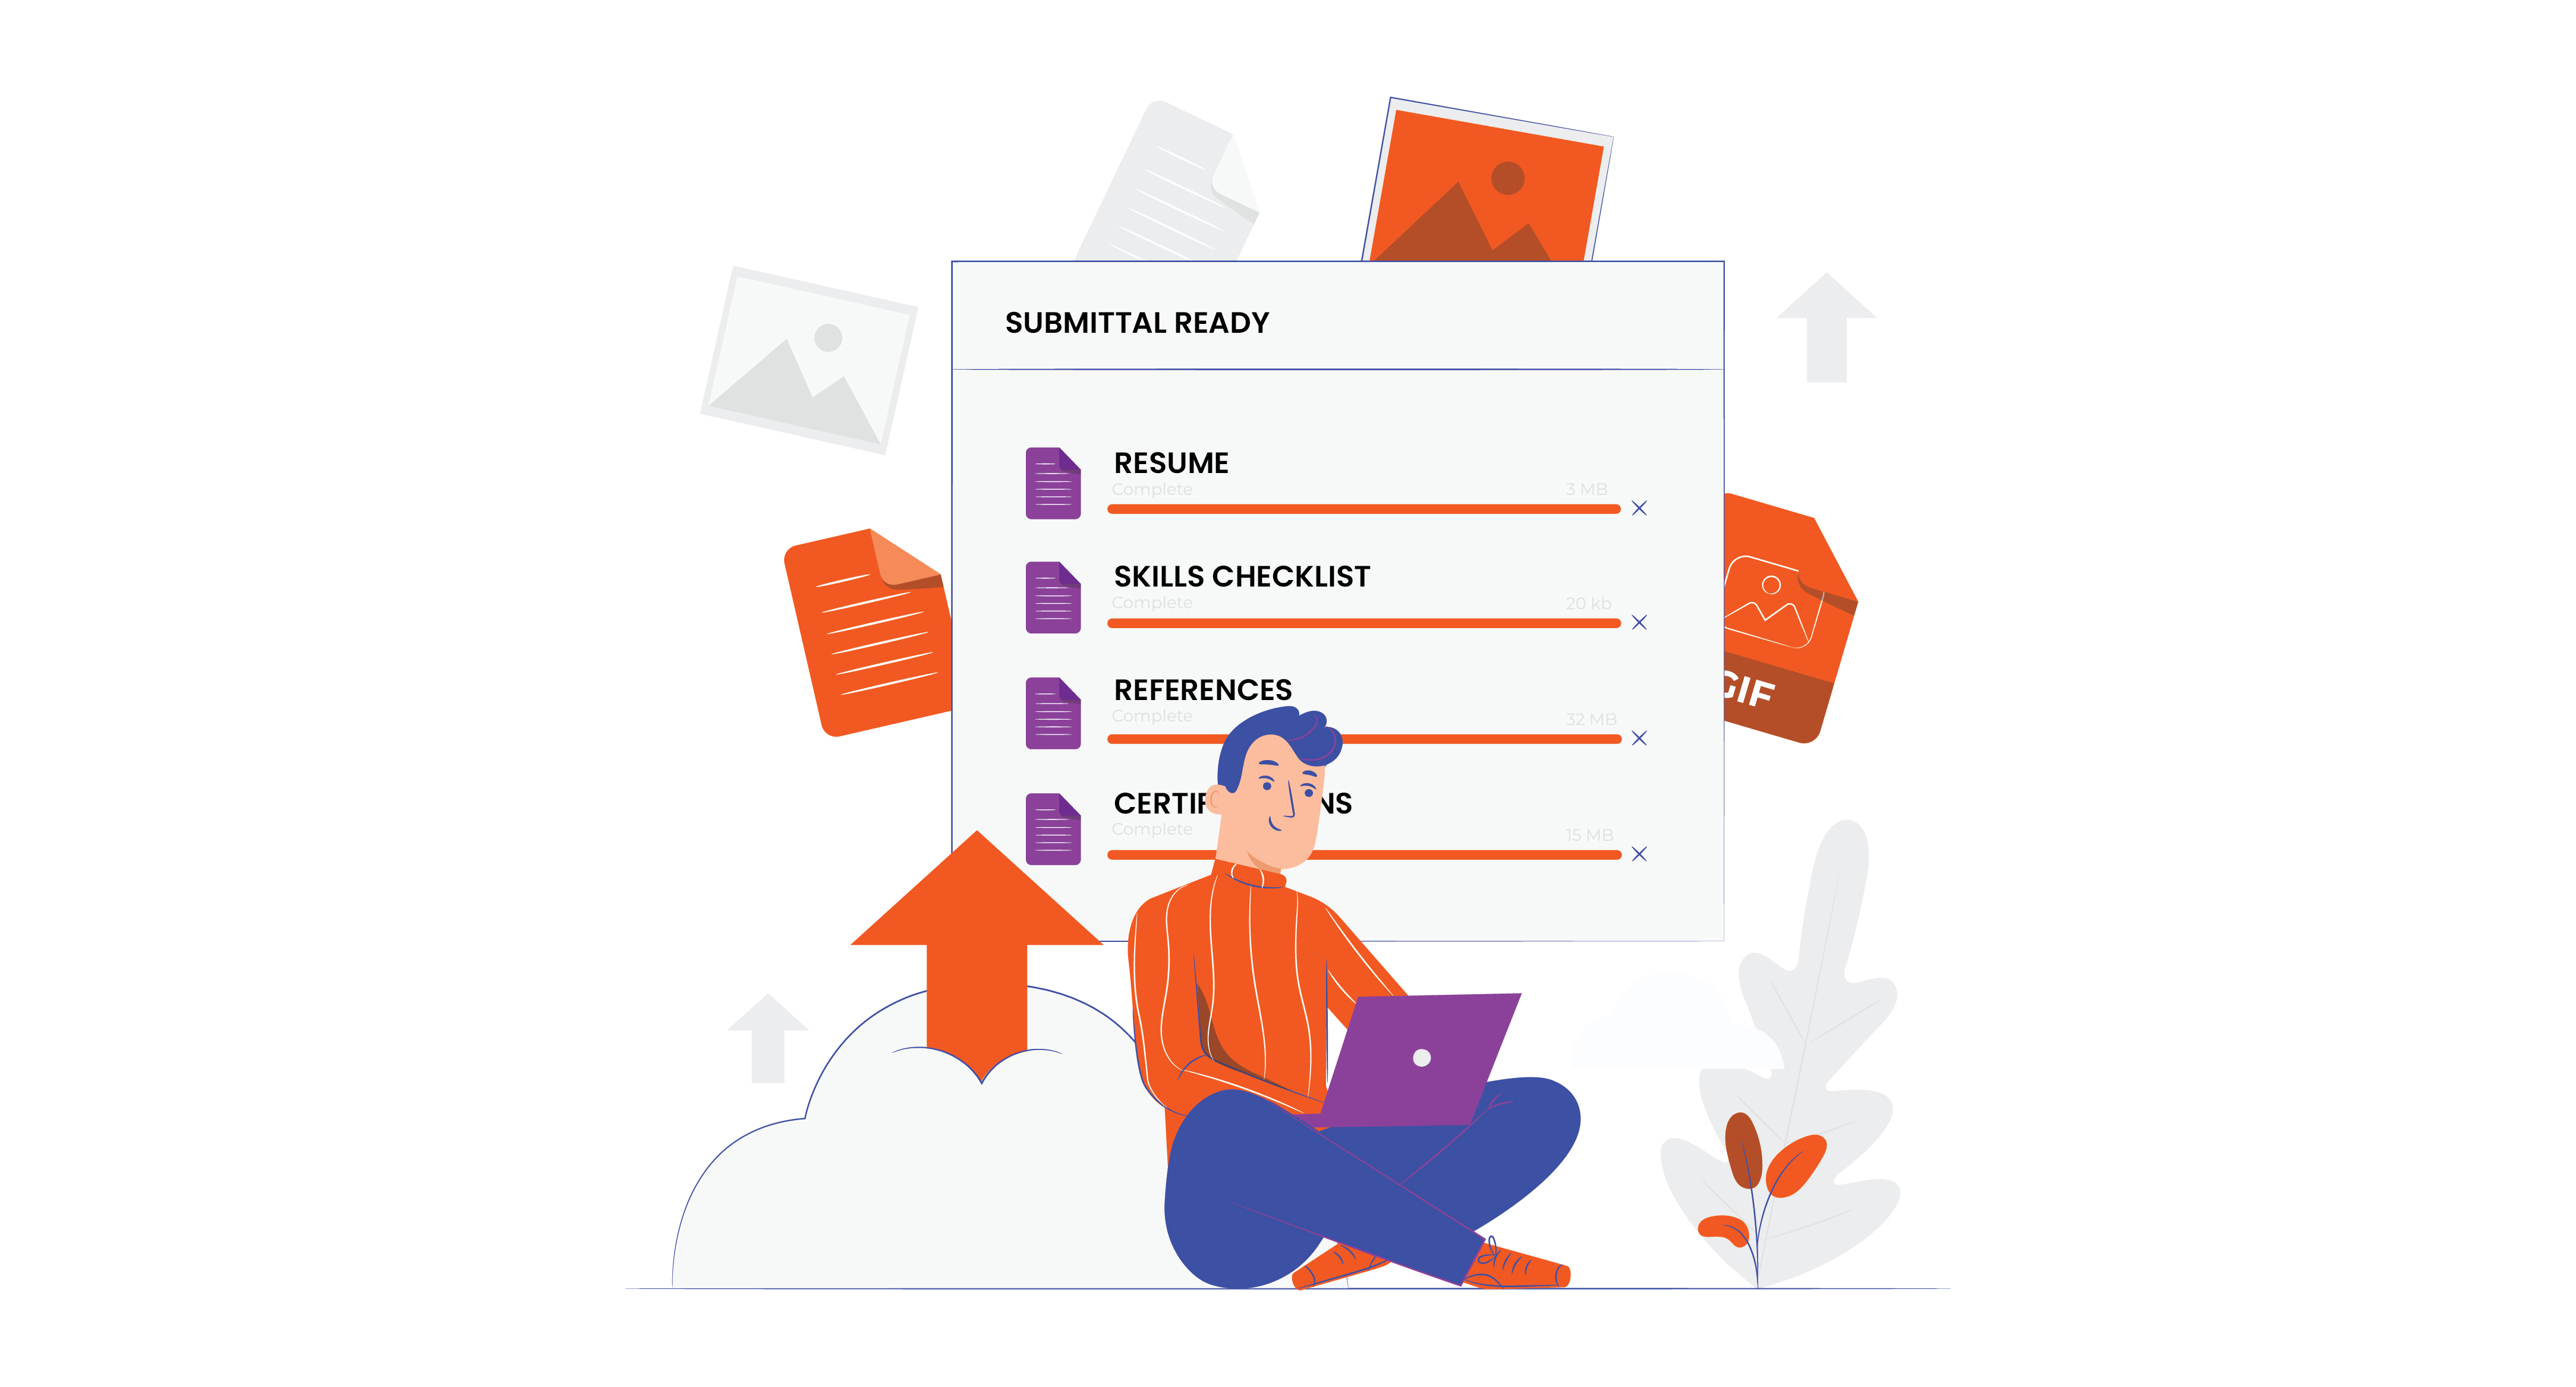 SUBMITTAL READY
RESUME
Complete 3 MB
SKILLS CHECKLIST
Complete 20 kb
REFERENCES
Complete 32 MB
Complete 15 MB
GIF